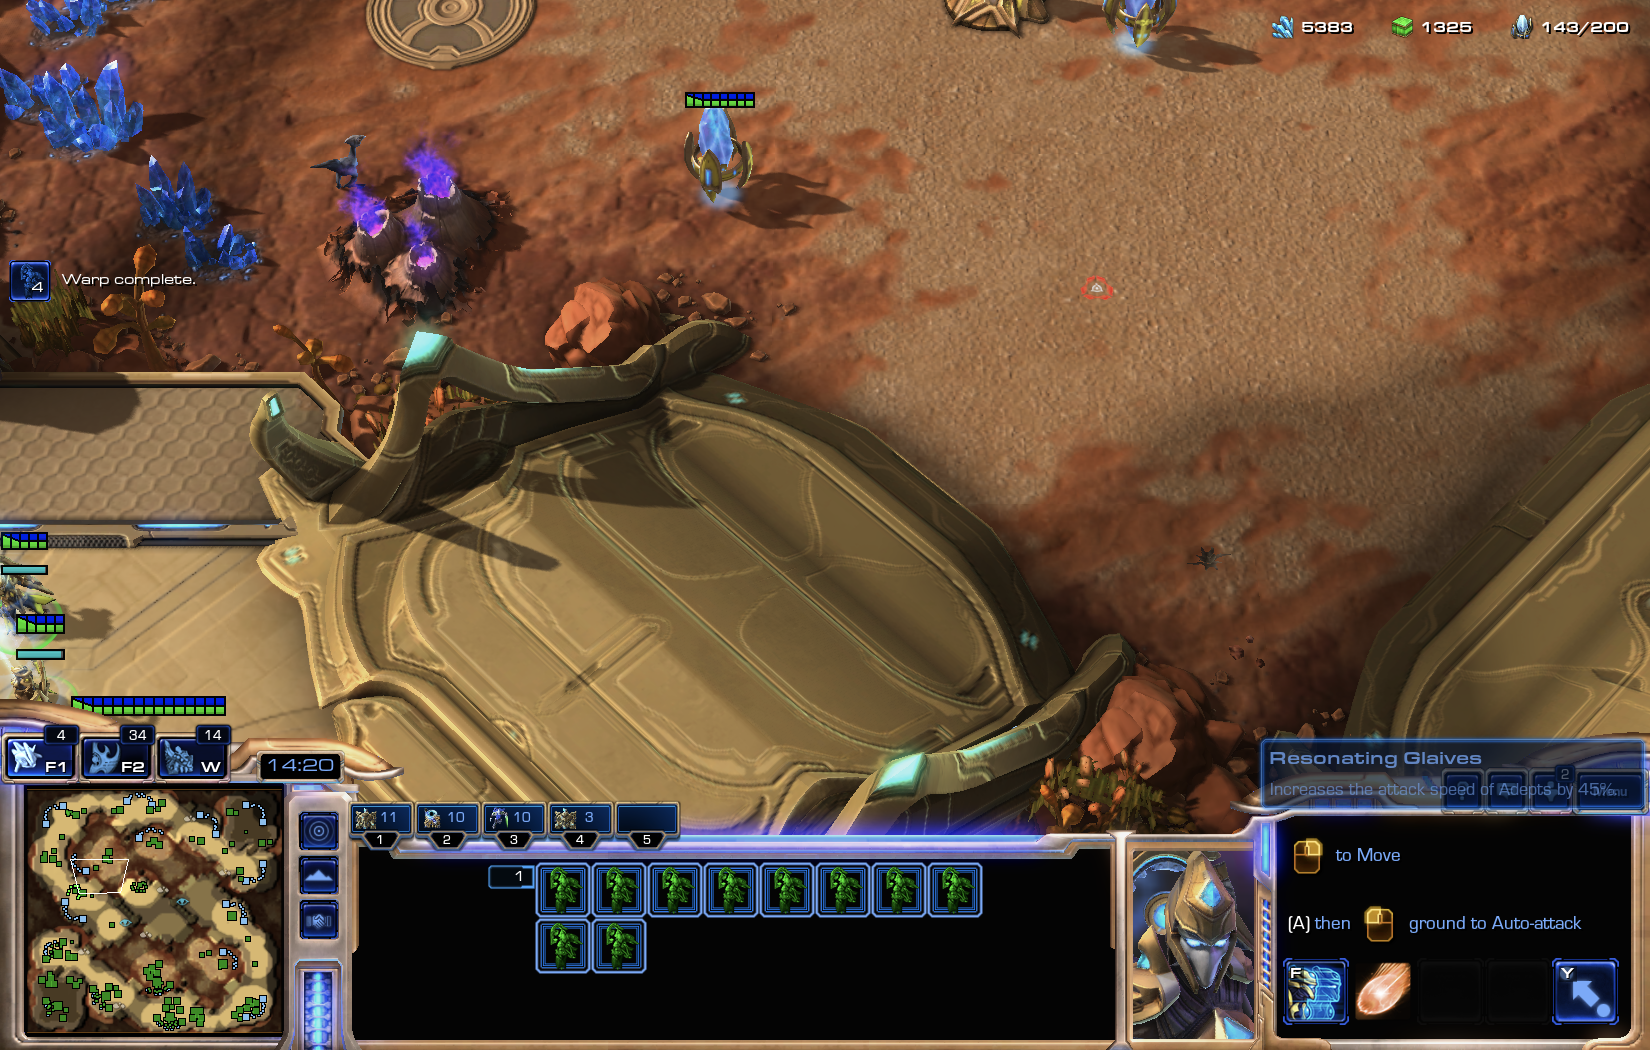 5383 1325 143/200
4 Warp complete.
4 34 14
F1 F2 W
14:20
Resonating Glaives
Increases the attack speed of Adepts by 45%.
2
Menu
11 10 10 3
1 2 3 4 5
1
to Move
(A) then ground to Auto-attack
F Y